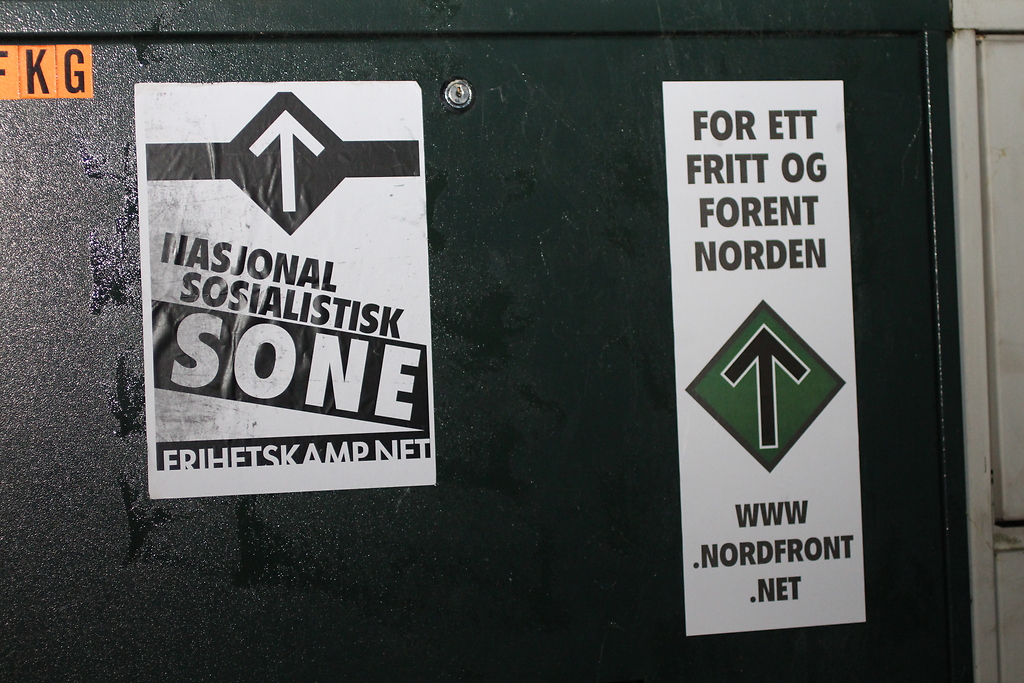 FKG
NASJONAL
SOSIALISTISK
SONE
FRIHETSKAMP.NET
FOR ETT
FRITT OG
FORENT
NORDEN
WWW
.NORDFRONT
.NET